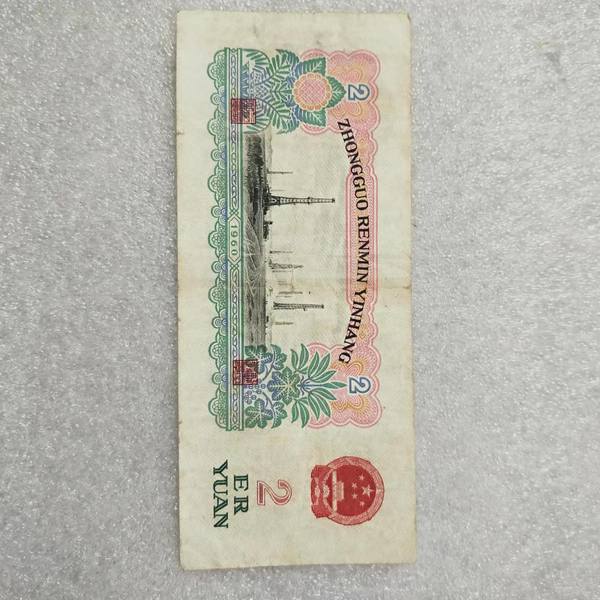 2
2
ZHONGGUO RENMIN YINHANG
1960
2
ER
YUAN